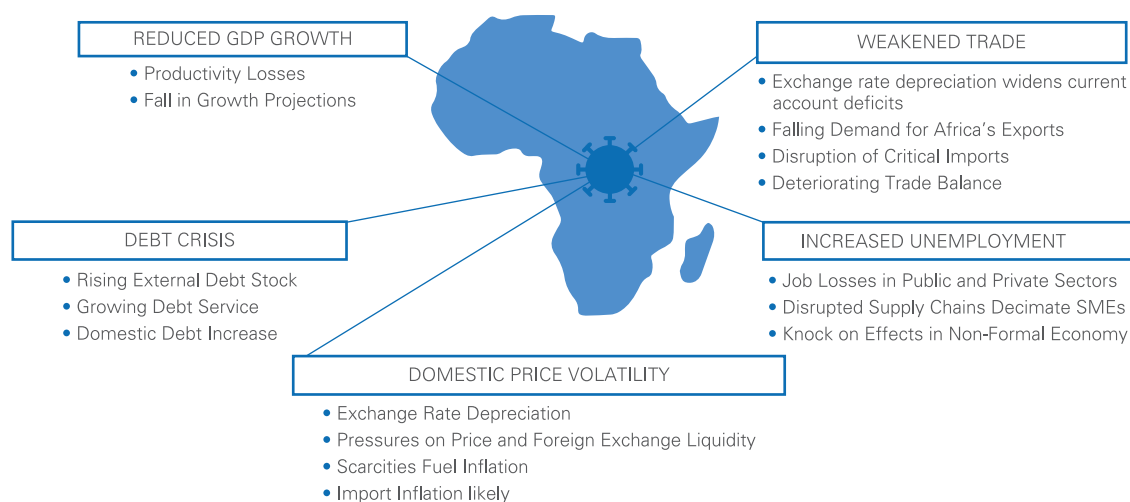 REDUCED GDP GROWTH
• Productivity Losses
• Fall in Growth Projections
WEAKENED TRADE
• Exchange rate depreciation widens current
account deficits
• Falling Demand for Africa's Exports
• Disruption of Critical Imports
• Deteriorating Trade Balance
DEBT CRISIS
• Rising External Debt Stock
• Growing Debt Service
• Domestic Debt Increase
INCREASED UNEMPLOYMENT
• Job Losses in Public and Private Sectors
• Disrupted Supply Chains Decimate SMEs
• Knock on Effects in Non-Formal Economy
DOMESTIC PRICE VOLATILITY
• Exchange Rate Depreciation
• Pressures on Price and Foreign Exchange Liquidity
• Scarcities Fuel Inflation
• Import Inflation likely